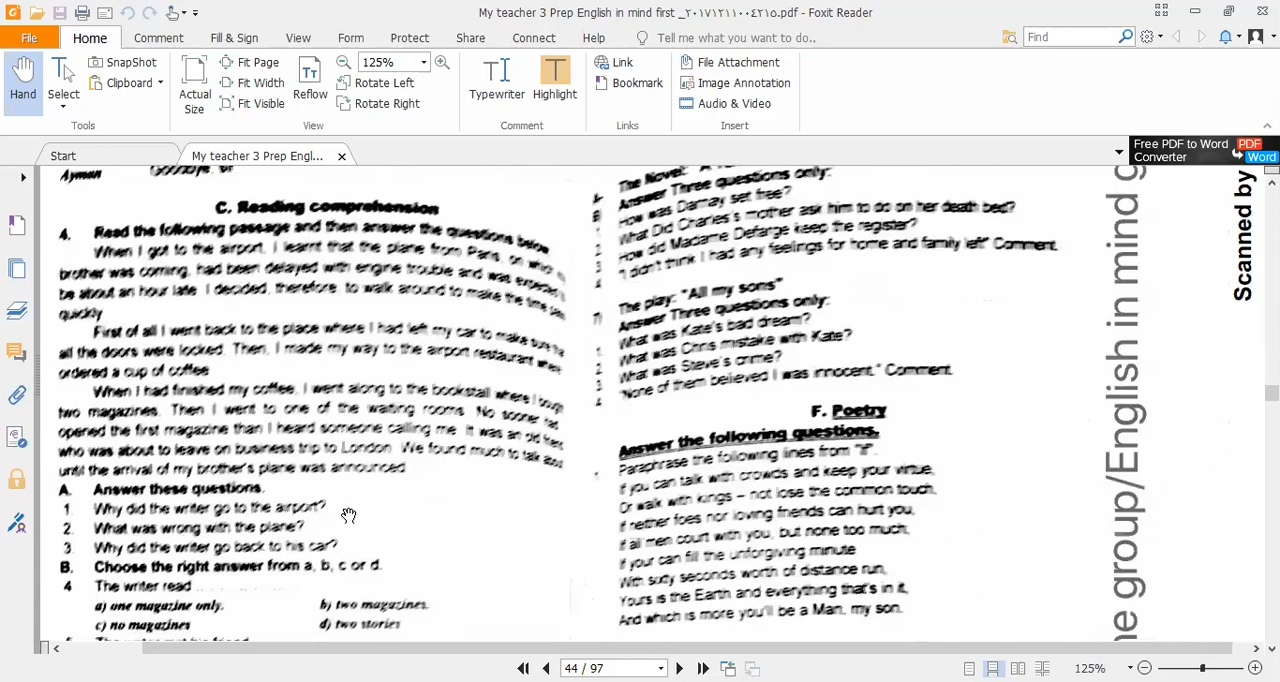 My teacher 3 Prep English in mind first _٢٠١٧١٢١١٠٠٤٢١٥.pdf - Foxit Reader
File Home Comment Fill & Sign View Form Protect Share Connect Help Tell me what you want to do.. Find
Hand
Select
SnapShot
Clipboard
Tools
Actual Size
Fit Page
Fit Width
Fit Visible
Reflow
125%
Rotate Left
Rotate Right
View
Typewriter
Highlight
Comment
Link
Bookmark
Links
File Attachment
Image Annotation
Audio & Video
Insert
Start
My teacher 3 Prep Engl...
Free PDF to Word Converter
PDF
Word
Ayman
C. Reading comprehension
4. Read the following passage and then answer the questions below
When I got to the airport, I learnt that the plane from Paris, on which
brother was coming, had been delayed with engine trouble and was expected
be about an hour late. I decided, therefore, to walk around to make the time
quickly
First of all I went back to the place where I had left my car to make sure
all the doors were locked. Then, I made my way to the airport restaurant where
ordered a cup of coffee
When I had finished my coffee, I went along to the bookstall where I
two magazines. Then I went to one of the waiting rooms. No sooner had
opened the first magazine than I heard someone calling me. It was an old
who was about to leave on business trip to London. We found much to talk about
until the arrival of my brother's plane was announced
A. Answer these questions.
1. Why did the writer go to the airport?
2. What was wrong with the plane?
3. Why did the writer go back to his car?
B. Choose the right answer from a, b, c or d.
4 The writer read ..............
a) one magazine only. b) two magazines.
c) no magazines d) two stories
The Novel:
Answer Three questions only:
How was Darnay set free?
What Did Charles's mother ask him to do on her death bed?
How did Madame Defarge keep the register?
"I didn't think I had any feelings for home and family left" Comment.
The play: "All my sons"
Answer Three questions only:
1. What was Kate's bad dream?
2. What was Chris mistake with Kate?
3. What was Steve's crime?
"None of them believed I was innocent." Comment.
F. Poetry
Answer the following questions.
Paraphrase the following lines from "If".
If you can talk with crowds and keep your virtue,
Or walk with kings – not lose the common touch,
If neither foes nor loving friends can hurt you,
If all men court with you, but none too much,
If your can fill the unforgiving minute
With sixty seconds worth of distance run,
Yours is the Earth and everything that's in it,
And which is more you'll be a Man, my son.
ne group/English in mind g
Scanned by
44 / 97
125%